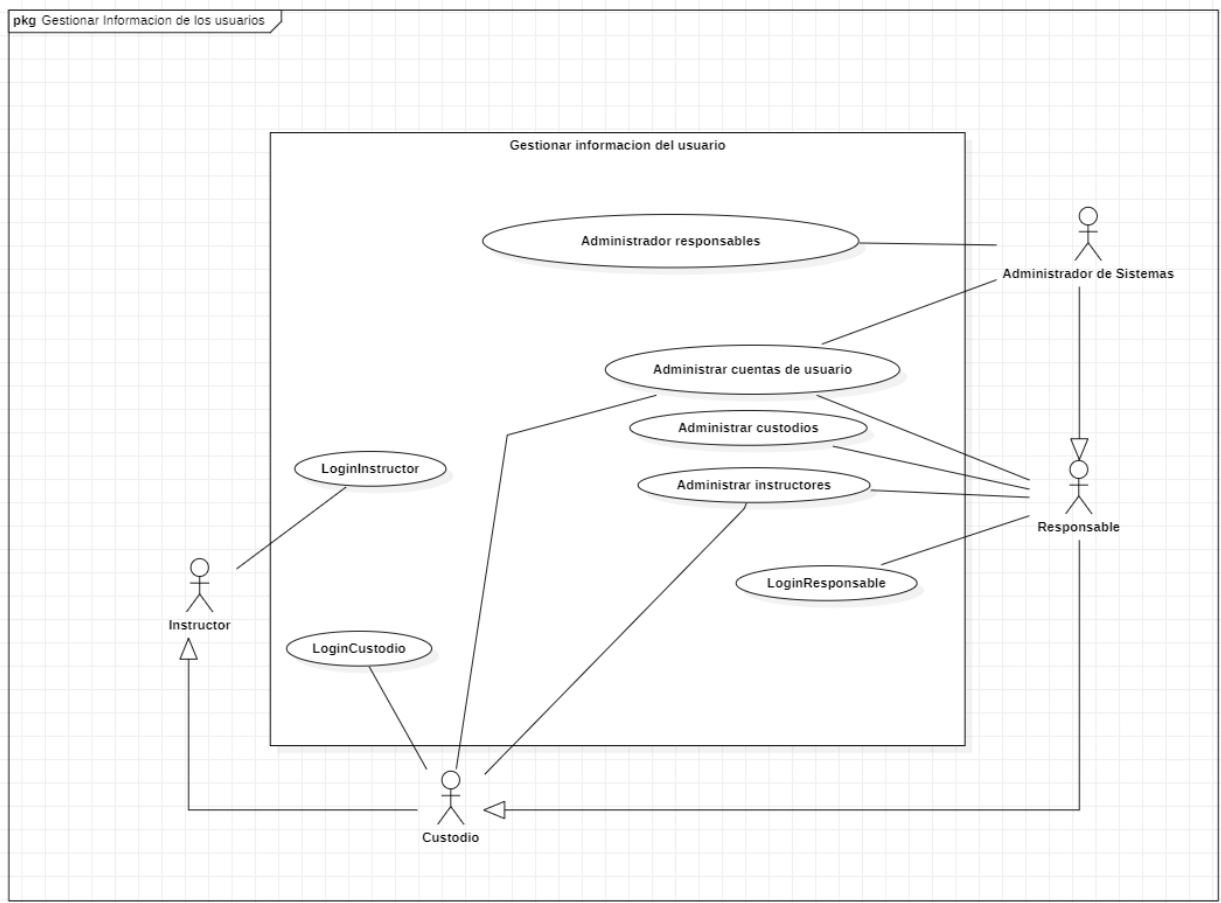 pkg Gestionar Informacion de los usuarios
Gestionar informacion del usuario
Administrador responsables
Administrador de Sistemas
Administrar cuentas de usuario
Administrar custodios
LoginInstructor
Administrar instructores
Responsable
LoginResponsable
Instructor
LoginCustodio
Custodio